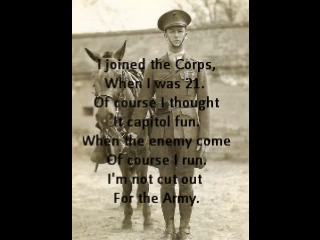 I joined the Corps,
When I was 21.
Of course I thought
It capitol fun.
When the enemy come
Of course I run.
I'm not cut out
For the Army.